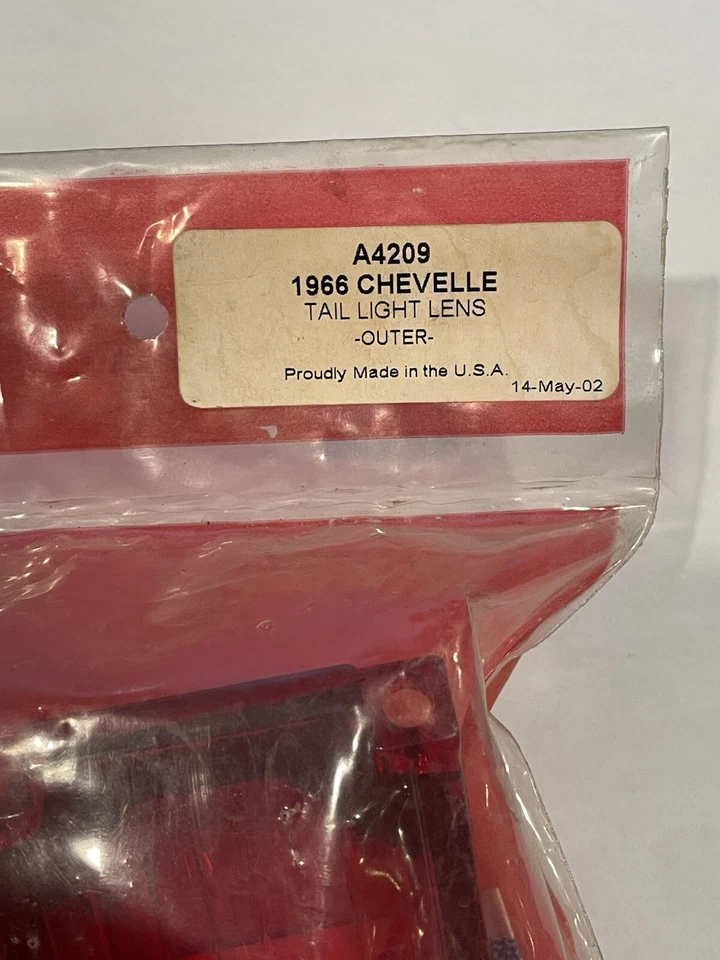 A4209
1966 CHEVELLE
TAIL LIGHT LENS
-OUTER-
Proudly Made in the U.S.A.
14-May-02